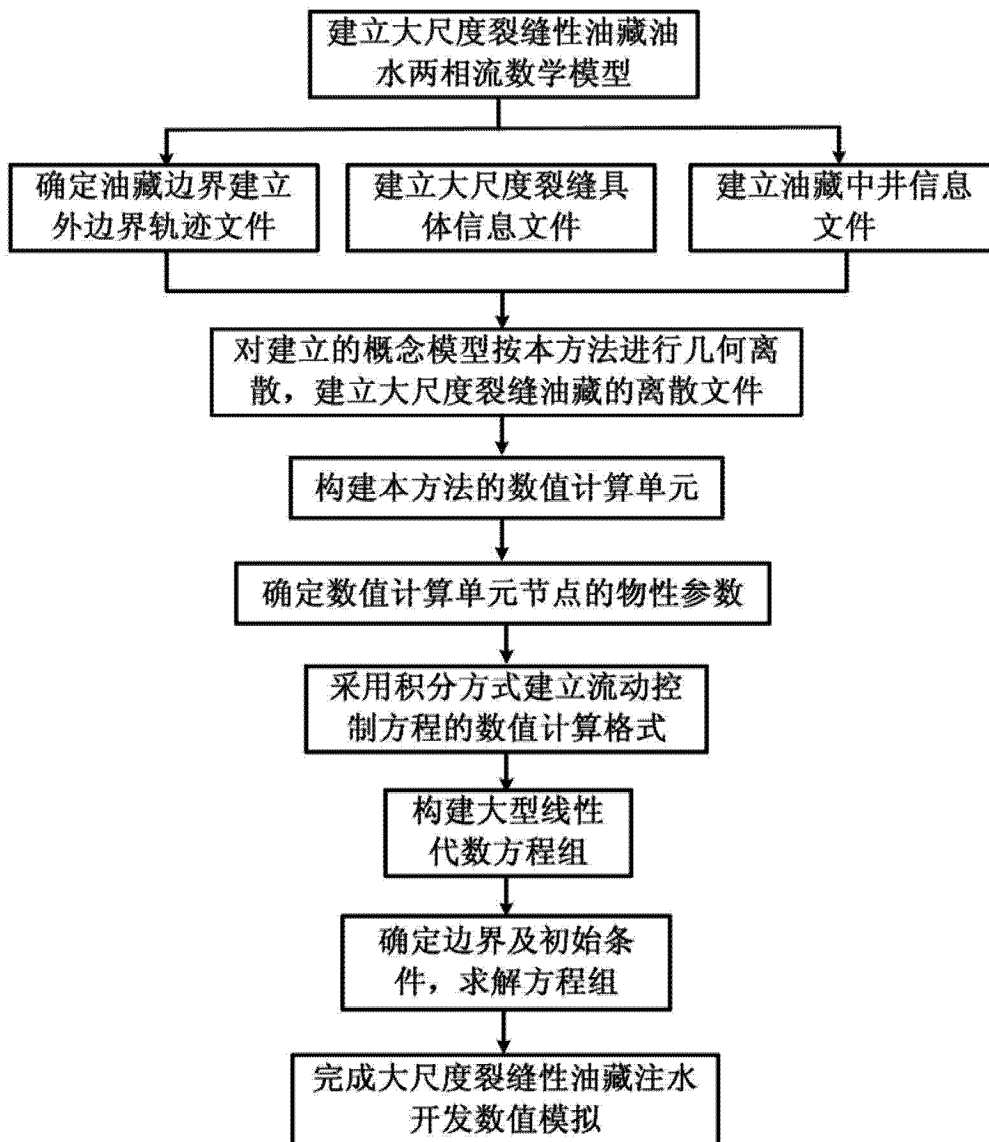 建立大尺度裂缝性油藏油
水两相流数学模型
确定油藏边界建立
外边界轨迹文件
建立大尺度裂缝具
体信息文件
建立油藏中井信息
文件
对建立的概念模型按本方法进行几何离
散，建立大尺度裂缝油藏的离散文件
构建本方法的数值计算单元
确定数值计算单元节点的物性参数
采用积分方式建立流动控
制方程的数值计算格式
构建大型线性
代数方程组
确定边界及初始条
件，求解方程组
完成大尺度裂缝性油藏注水
开发数值模拟